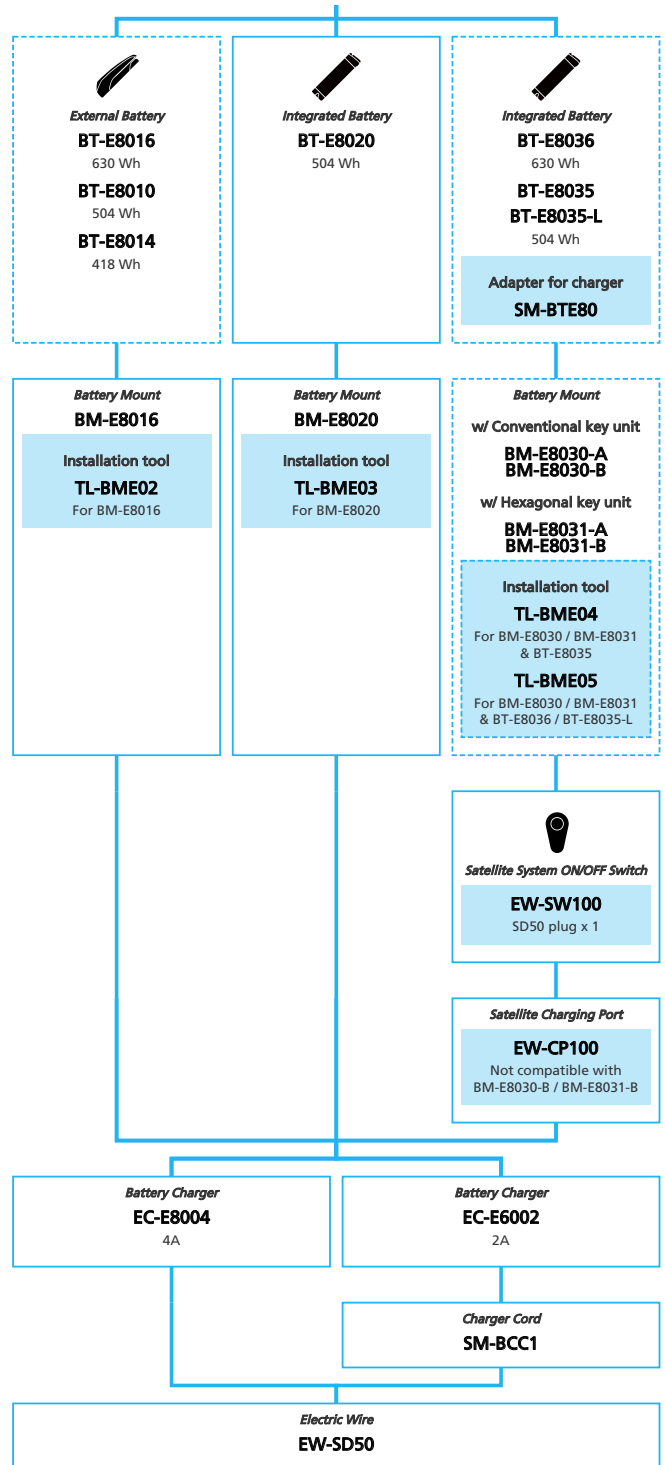 External Battery
BT-E8016
630 Wh
BT-E8010
504 Wh
BT-E8014
418 Wh
Integrated Battery
BT-E8020
504 Wh
Integrated Battery
BT-E8036
630 Wh
BT-E8035
BT-E8035-L
504 Wh
Adapter for charger
SM-BTE80
Battery Mount
BM-E8016
Installation tool
TL-BME02
For BM-E8016
Battery Mount
BM-E8020
Installation tool
TL-BME03
For BM-E8020
Battery Mount
w/ Conventional key unit
BM-E8030-A
BM-E8030-B
w/ Hexagonal key unit
BM-E8031-A
BM-E8031-B
Installation tool
TL-BME04
For BM-E8030 / BM-E8031
& BT-E8035
TL-BME05
For BM-E8030 / BM-E8031
& BT-E8036 / BT-E8035-L
Satellite System ON/OFF Switch
EW-SW100
SD50 plug x 1
Satellite Charging Port
EW-CP100
Not compatible with
BM-E8030-B / BM-E8031-B
Battery Charger
EC-E8004
4A
Battery Charger
EC-E6002
2A
Charger Cord
SM-BCC1
Electric Wire
EW-SD50